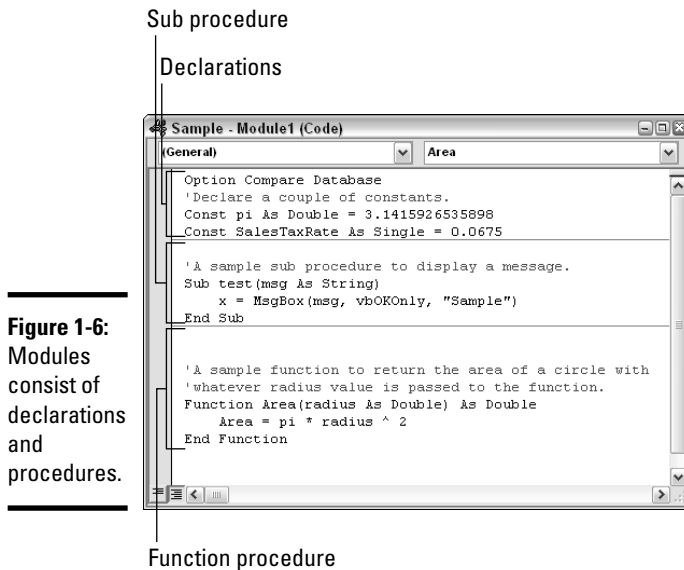 Sub procedure
Declarations
Sample - Module1 (Code)
(General) Area
Option Compare Database
'Declare a couple of constants.
Const pi As Double = 3.1415926535898
Const SalesTaxRate As Single = 0.0675
'A sample sub procedure to display a message.
Sub test(msg As String)
x = MsgBox(msg, vbOKOnly, "Sample")
End Sub
'A sample function to return the area of a circle with
'whatever radius value is passed to the function.
Function Area(radius As Double) As Double
Area = pi * radius ^ 2
End Function
Figure 1-6:
Modules
consist of
declarations
and
procedures.
Function procedure